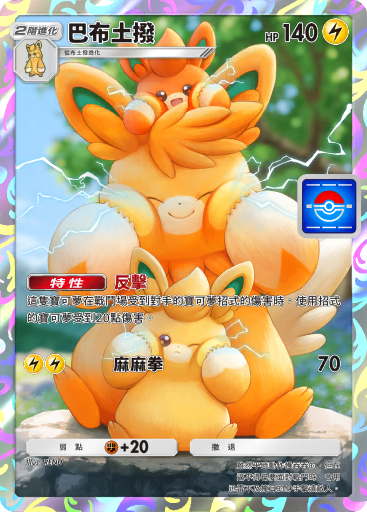 2階進化
巴布土撥
HP 140
從布土撥進化
特性 反擊
這隻寶可夢在戰鬥場受到對手的寶可夢招式的傷害時,使用招式
的寶可夢受到20點傷害。
麻麻拳 70
弱點 +20 撤退